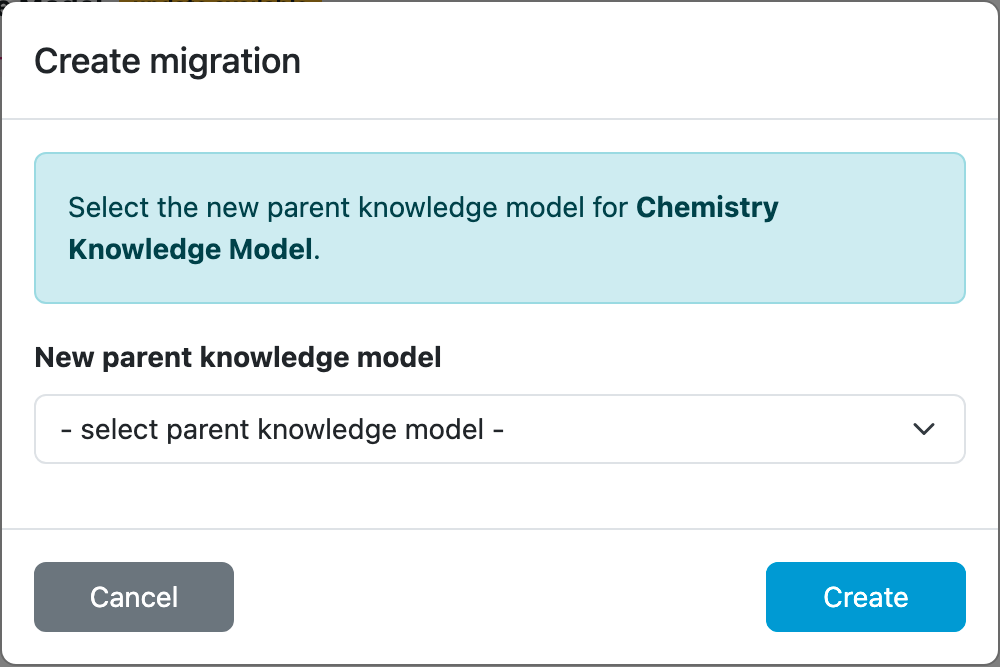 Create migration
Select the new parent knowledge model for Chemistry
Knowledge Model.
New parent knowledge model
- select parent knowledge model -
Cancel
Create